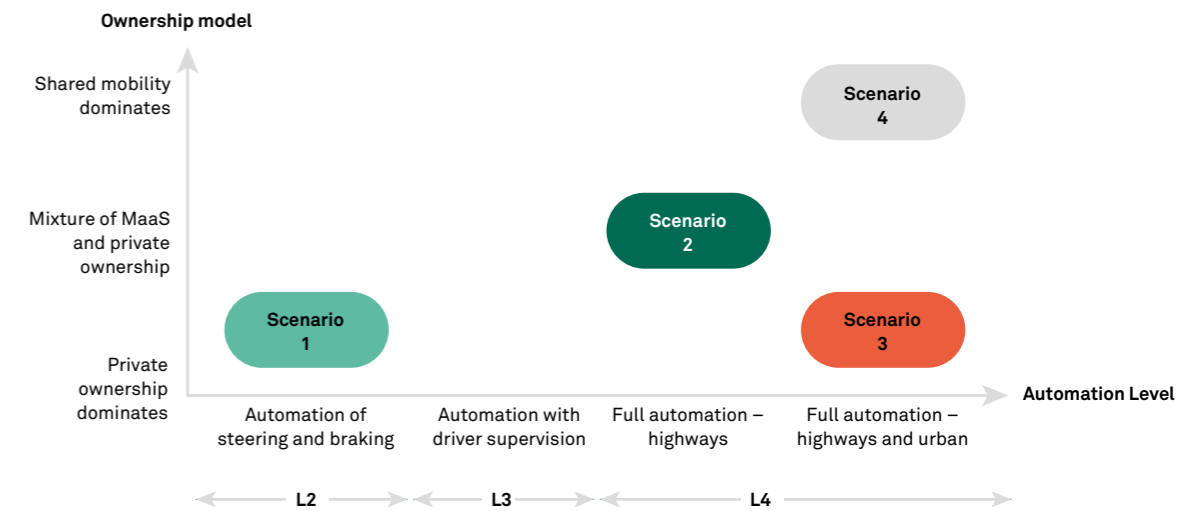 Ownership model
Shared mobility
dominates
Scenario
4
Mixture of MaaS
and private
ownership
Scenario
2
Scenario
1
Scenario
3
Private
ownership
dominates
Automation Level
Automation of
steering and braking
Automation with
driver supervision
Full automation –
highways
Full automation –
highways and urban
L2
L3
L4